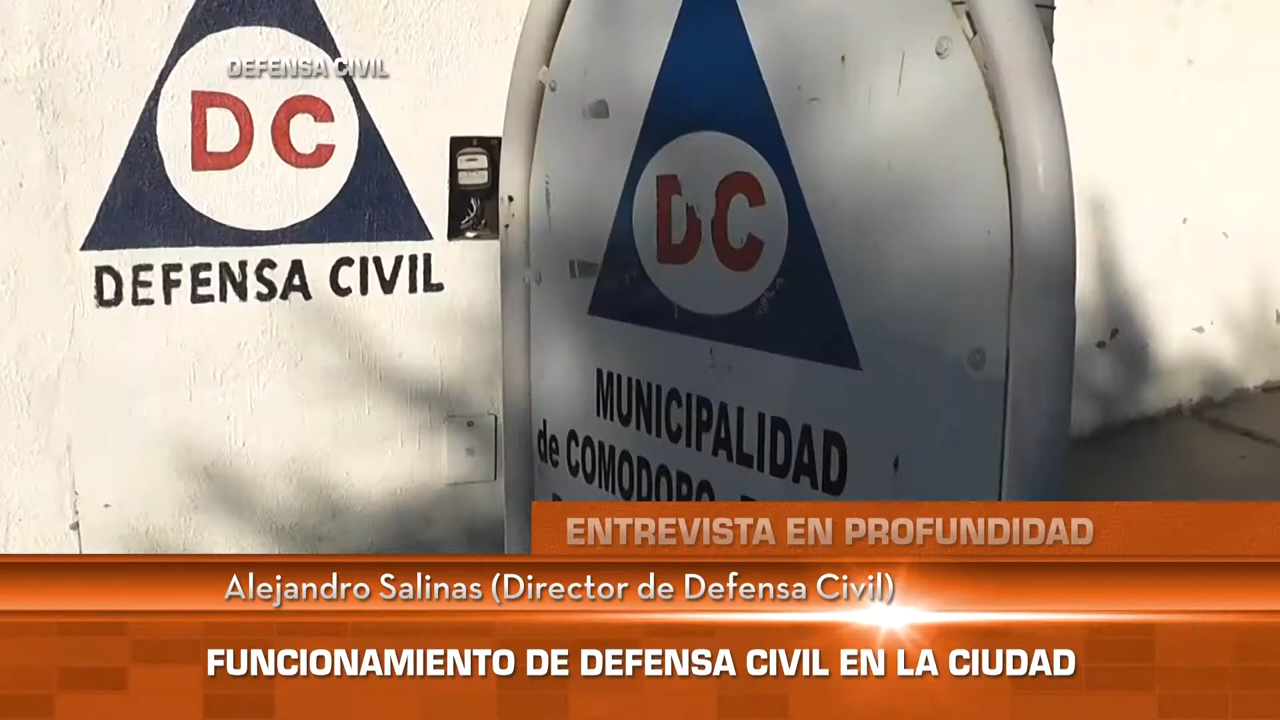 DEFENSA CIVIL
DC
DEFENSA CIVIL
DC
MUNICIPALIDAD
de COMODORO
ENTREVISTA EN PROFUNDIDAD
Alejandro Salinas (Director de Defensa Civil)
FUNCIONAMIENTO DE DEFENSA CIVIL EN LA CIUDAD